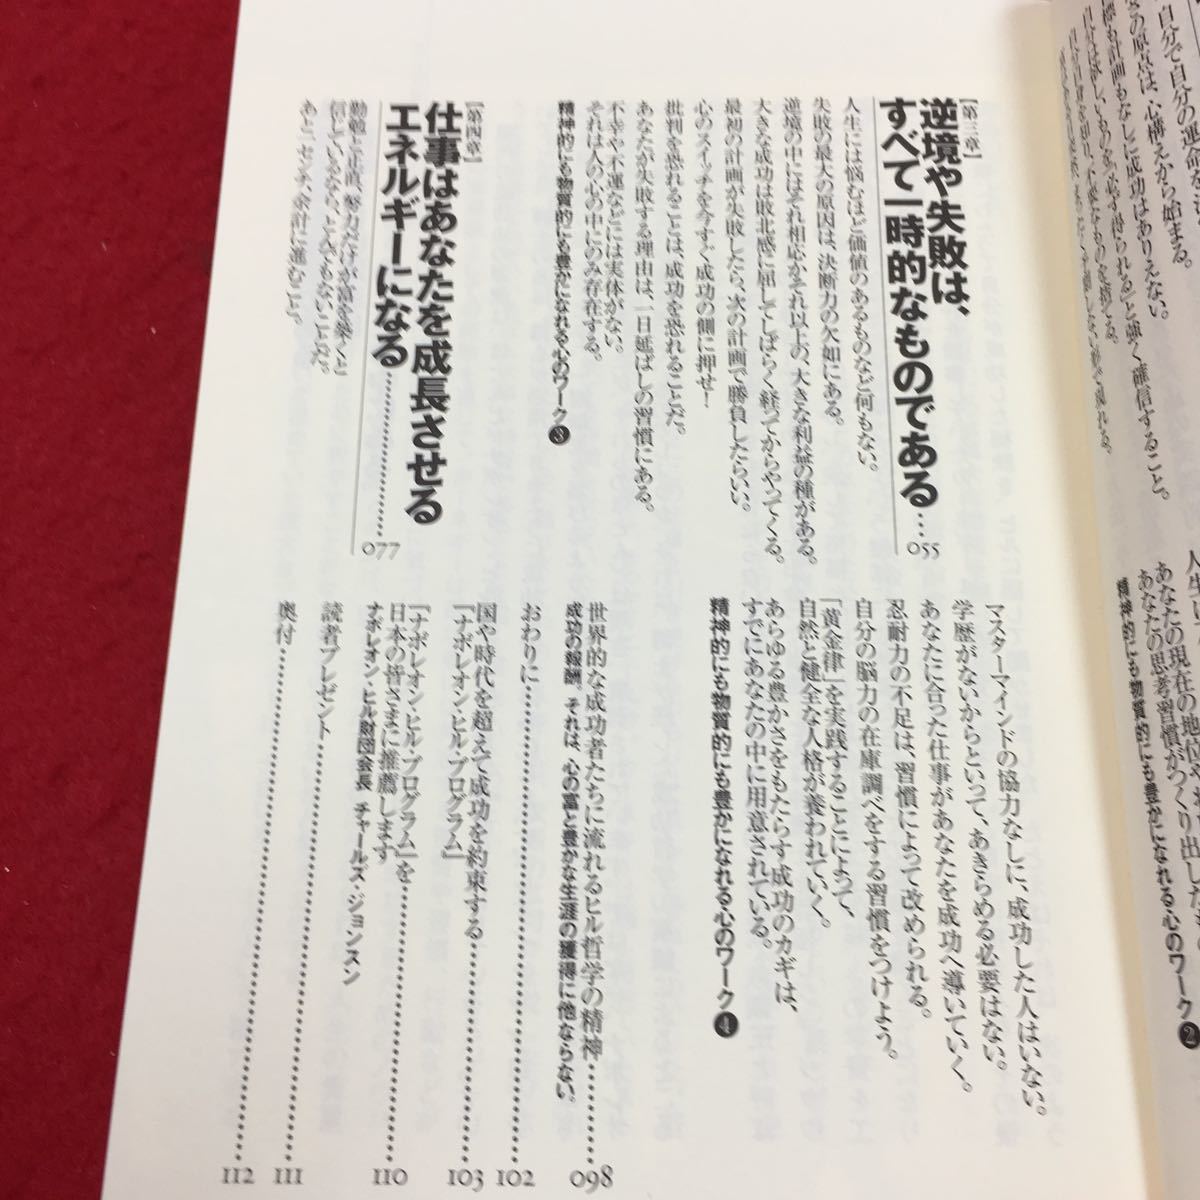 自分で自分の運命を
の原点は、心構えから始まる。
標も計画もなしに成功はありえない。
必ず得られる」と強く確信すること。
あなたの現在の地位
あなたの思考習慣がつくり出した
精神的にも物質的にも豊かになれる心のワーク❷
【第三章】
逆境や失敗は、
すべて一時的なものである…055
人生には悩むほど価値のあるものなど何もない。
失敗の最大の原因は、決断力の欠如にある。
逆境の中にはそれ相応かそれ以上の、大きな利益の種がある。
大きな成功は敗北感に屈してしばらく経ってからやってくる。
最初の計画が失敗したら、次の計画で勝負したらいい。
心のスイッチを今すぐ成功の側に押せ！
批判を恐れることは、成功を恐れることだ。
あなたが失敗する理由は、一日延ばしの習慣にある。
不幸や不運などには実体がない。
それは人の心の中にのみ存在する。
精神的にも物質的にも豊かになれる心のワーク❸
【第四章】
仕事はあなたを成長させる
エネルギーになる…………………077
勤勉と正直、努力だけが富を築くと
信じているなら、とんでもないことだ。
あと一センチ、余計に進むこと。
マスターマインドの協力なしに、成功した人はいない。
学歴がないからといって、あきらめる必要はない。
あなたに合った仕事があなたを成功へ導いていく。
忍耐力の不足は、習慣によって改められる。
自分の脳力の在庫調べをする習慣をつけよう。
「黄金律」を実践することによって、
自然と健全な人格が養われていく。
あらゆる豊かさをもたらす成功のカギは、
すでにあなたの中に用意されている。
精神的にも物質的にも豊かになれる心のワーク❹
世界的な成功者たちに流れるヒル哲学の精神…………098
成功の報酬。それは、心の富と豊かな生涯の獲得に他ならない。
おわりに……………………………………102
国や時代を超えて成功を約束する
「ナポレオン・ヒル・プログラム」……………………103
「ナポレオン・ヒル・プログラム」を
日本の皆さまに推薦します……………………………110
ナポレオン・ヒル財団会長 チャールズ・ジョンスン
読者プレゼント……………………………………111
奥付……………………………………………112